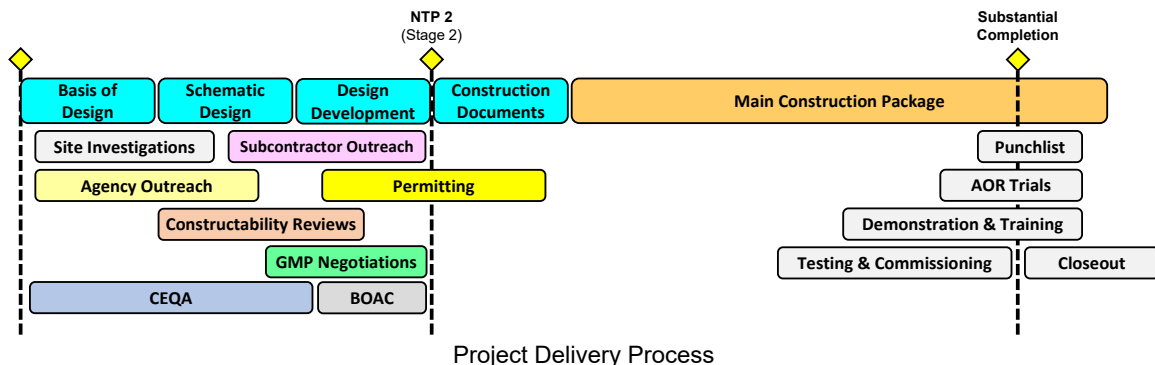 NTP 2
(Stage 2)
Substantial
Completion
Basis of
Design
Schematic
Design
Design
Development
Construction
Documents
Main Construction Package
Site Investigations
Subcontractor Outreach
Punchlist
Agency Outreach
Permitting
AOR Trials
Constructability Reviews
Demonstration & Training
GMP Negotiations
Testing & Commissioning
Closeout
CEQA
BOAC
Project Delivery Process